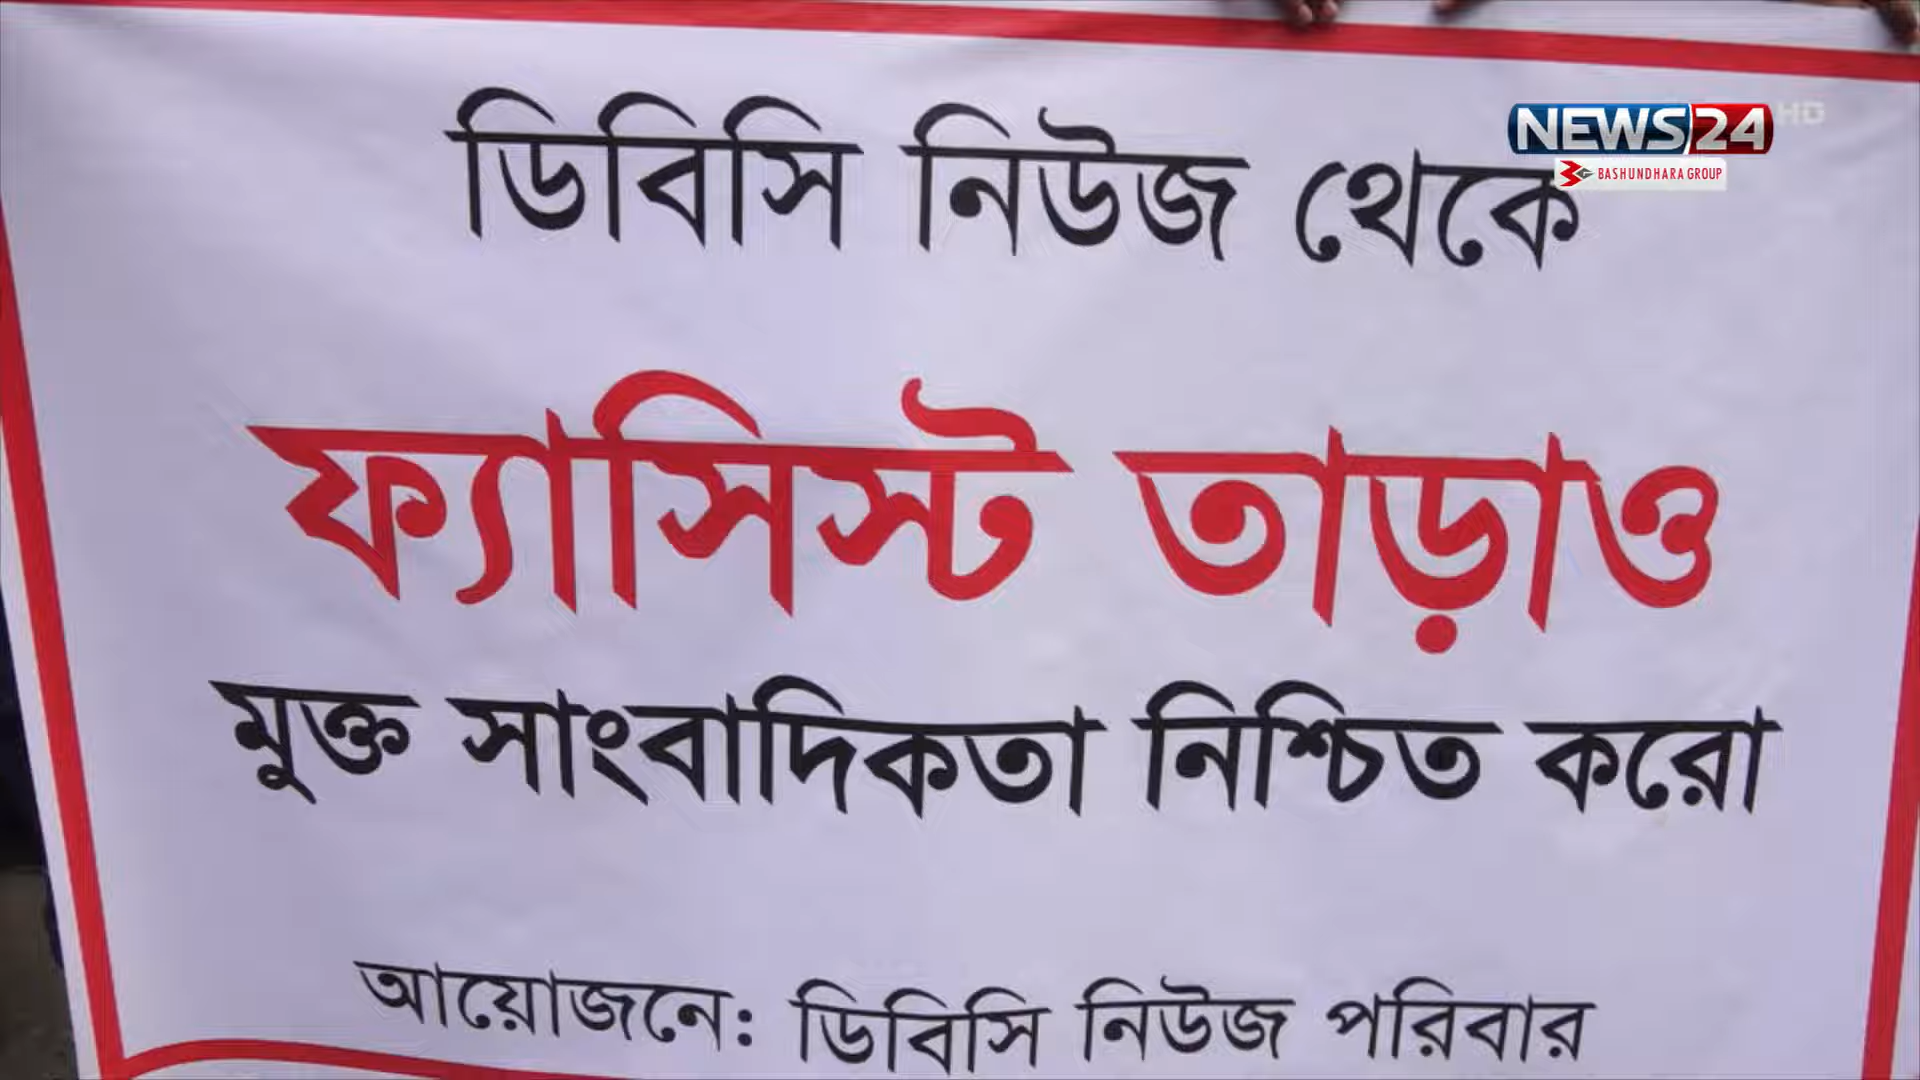 ডিবিসি নিউজ থেকে
NEWS24 HD
BASHUNDHARA GROUP
ফ্যাসিস্ট তাড়াও
মুক্ত সাংবাদিকতা নিশ্চিত করো
আয়োজনে: ডিবিসি নিউজ পরিবার